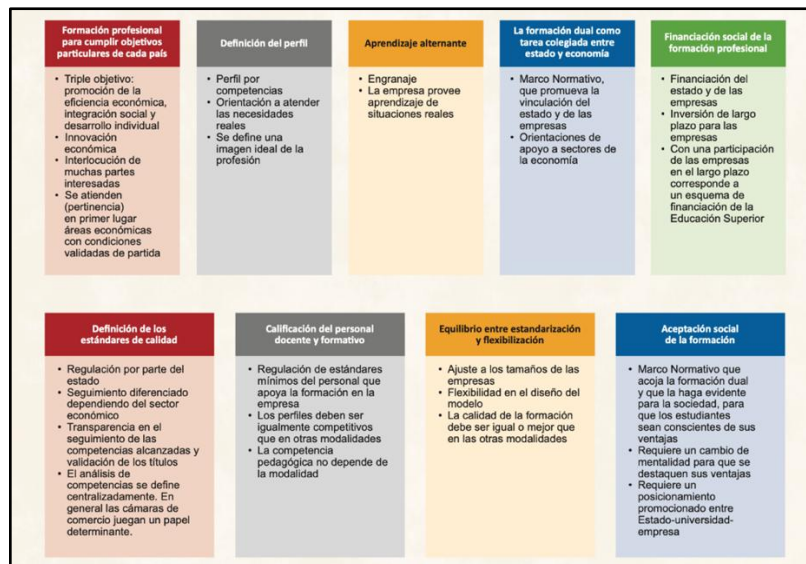 Formación profesional
para cumplir objetivos
particulares de cada país
• Triple objetivo:
promoción de la
eficiencia económica,
integración social y
desarrollo individual
• Innovación
económica
• Interlocución de
muchas partes
interesadas
• Se atienden
(pertinencia)
en primer lugar
áreas económicas
con condiciones
validadas de partida
Definición del perfil
• Perfil por
competencias
• Orientación a atender
las necesidades
reales
• Se define una
imagen ideal de la
profesión
Aprendizaje alternante
• Engranaje
• La empresa provee
aprendizaje de
situaciones reales
La formación dual como
tarea colegiada entre
estado y economía
• Marco Normativo,
que promueva la
vinculación del
estado y de las
empresas
• Orientaciones de
apoyo a sectores de
la economía
Financiación social de la
formación profesional
• Financiación del
estado y de las
empresas
• Inversión de largo
plazo para las
empresas
• Con una participación
de las empresas
en el largo plazo
corresponde a
un esquema de
financiación de la
Educación Superior
Definición de los
estándares de calidad
• Regulación por parte del
estado
• Seguimiento diferenciado
dependiendo del sector
económico
• Transparencia en el
seguimiento de las
competencias alcanzadas y
validación de los títulos
• El análisis de
competencias se define
centralizadamente. En
general las cámaras de
comercio juegan un papel
determinante.
Calificación del personal
docente y formativo
• Regulación de estándares
mínimos del personal que
apoya la formación en la
empresa
• Los perfiles deben ser
igualmente competitivos
que en otras modalidades
• La competencia
pedagógica no depende de
la modalidad
Equilibrio entre estandarización
y flexibilización
• Ajuste a los tamaños de las
empresas
• Flexibilidad en el diseño del
modelo
• La calidad de la formación
debe ser igual o mejor que
en las otras modalidades
Aceptación social
de la formación
• Marco Normativo que
acoja la formación dual
y que la haga evidente
para la sociedad, para
que los estudiantes
sean conscientes de sus
ventajas
• Requiere un cambio de
mentalidad para que se
destaquen sus ventajas
• Requiere un
posicionamiento
promocionado entre
Estado-universidad-
empresa